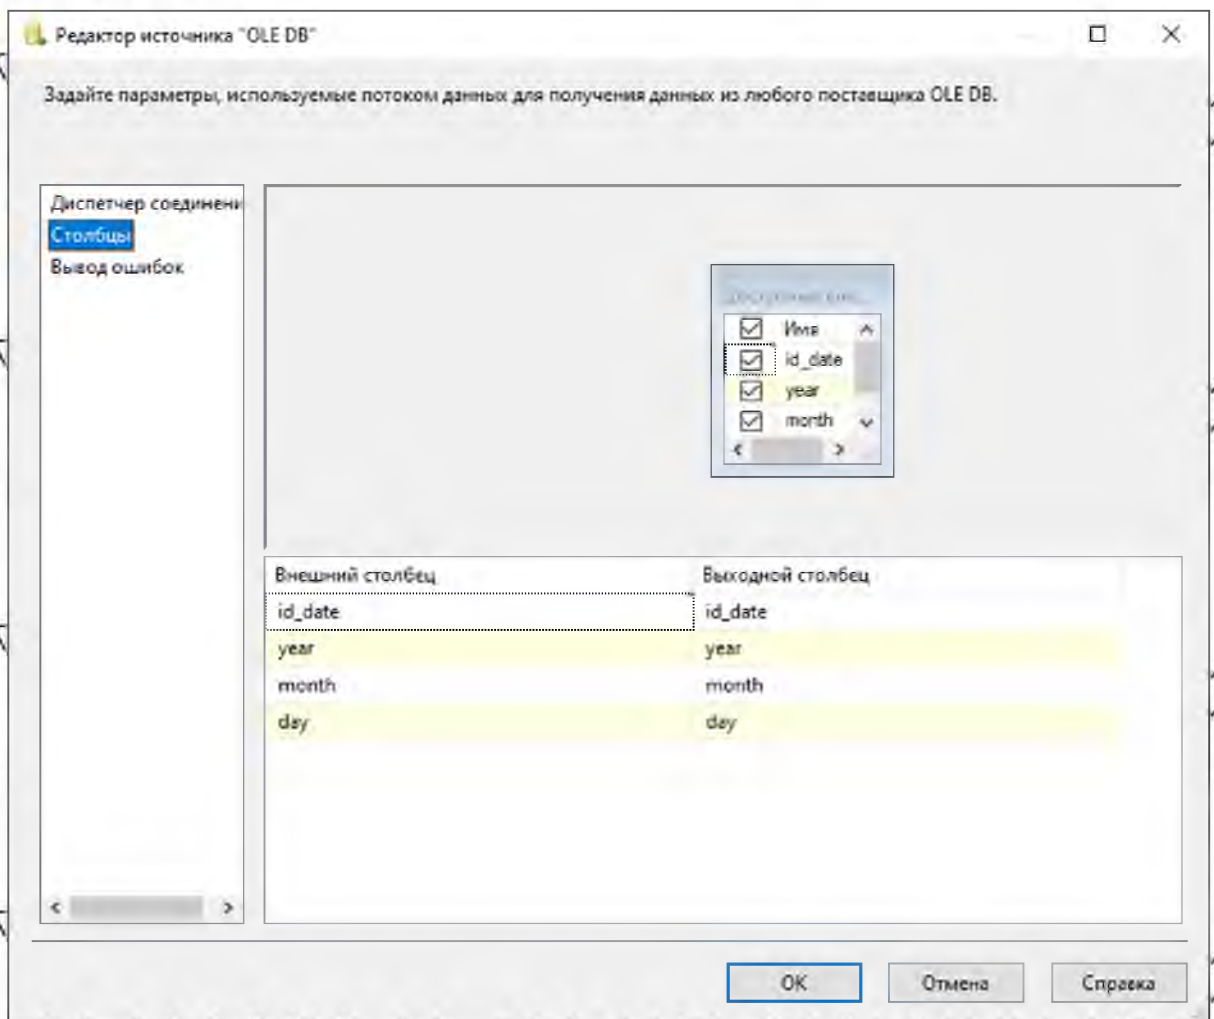 Редактор источника "OLE DB"
Задайте параметры, используемые потоком данных для получения данных из любого поставщика OLE DB.
Диспетчер соединени
Столбцы
Вывод ошибок
Имя
id_date
year
month
Внешний столбец Выходной столбец
id_date id_date
year year
month month
day day
ОК Отмена Справка